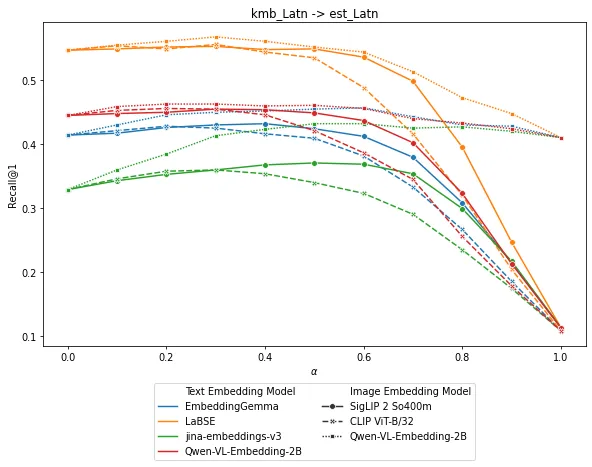 kmb_Latn -> est_Latn
Recall@1
0.5
0.4
0.3
0.2
0.1
0.0
0.2
0.4
0.6
0.8
1.0
α
Text Embedding Model
EmbeddingGemma
LaBSE
jina-embeddings-v3
Qwen-VL-Embedding-2B
Image Embedding Model
SigLIP 2 So400m
CLIP ViT-B/32
Qwen-VL-Embedding-2B